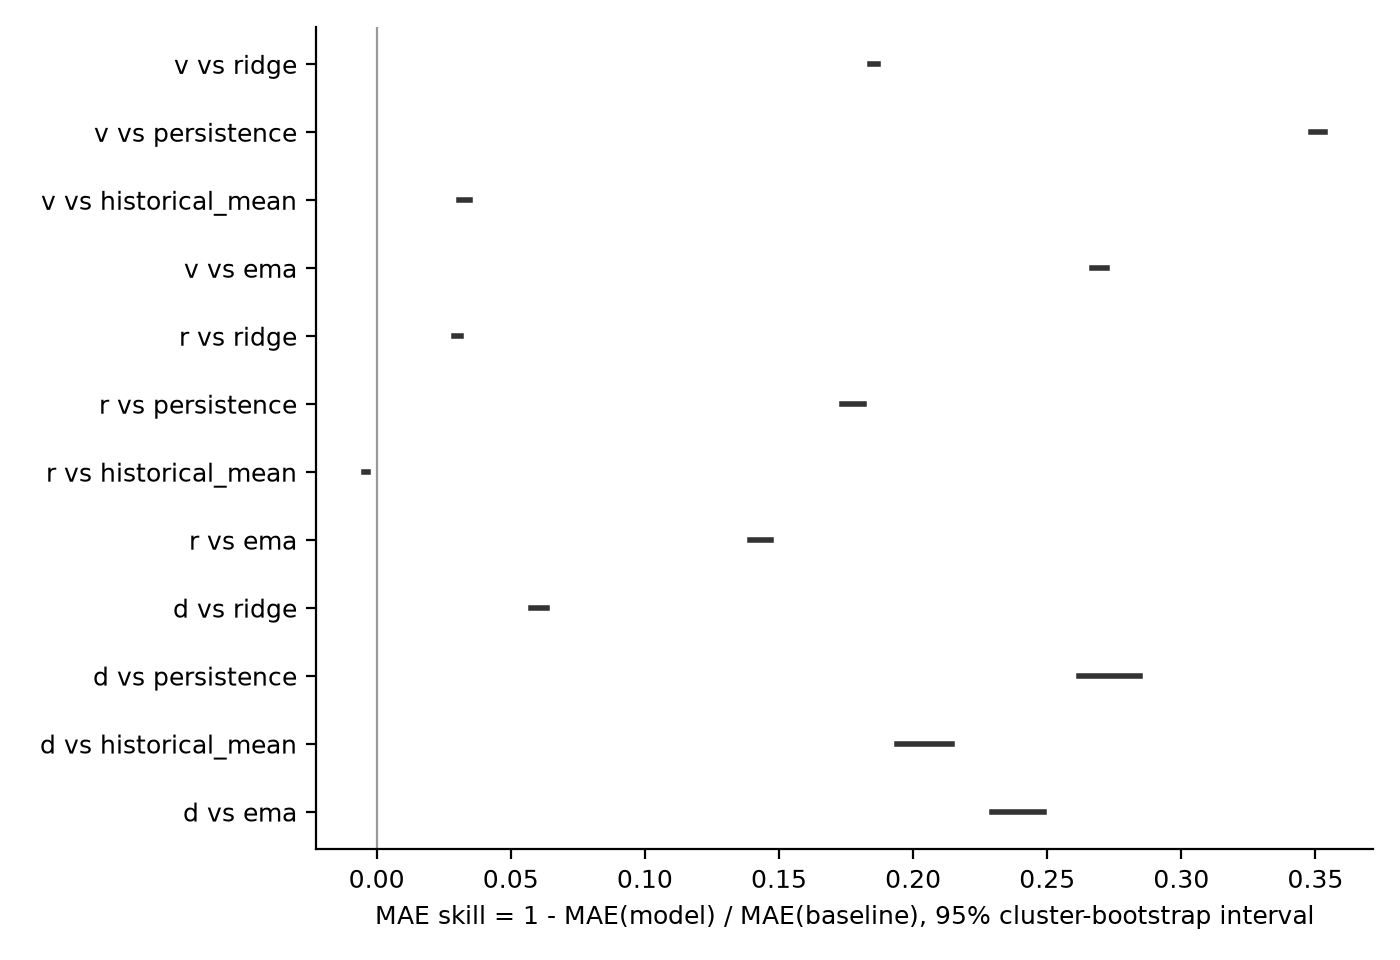 v vs ridge
v vs persistence
v vs historical_mean
v vs ema
r vs ridge
r vs persistence
r vs historical_mean
r vs ema
d vs ridge
d vs persistence
d vs historical_mean
d vs ema
0.00 0.05 0.10 0.15 0.20 0.25 0.30 0.35
MAE skill = 1 - MAE(model) / MAE(baseline), 95% cluster-bootstrap interval